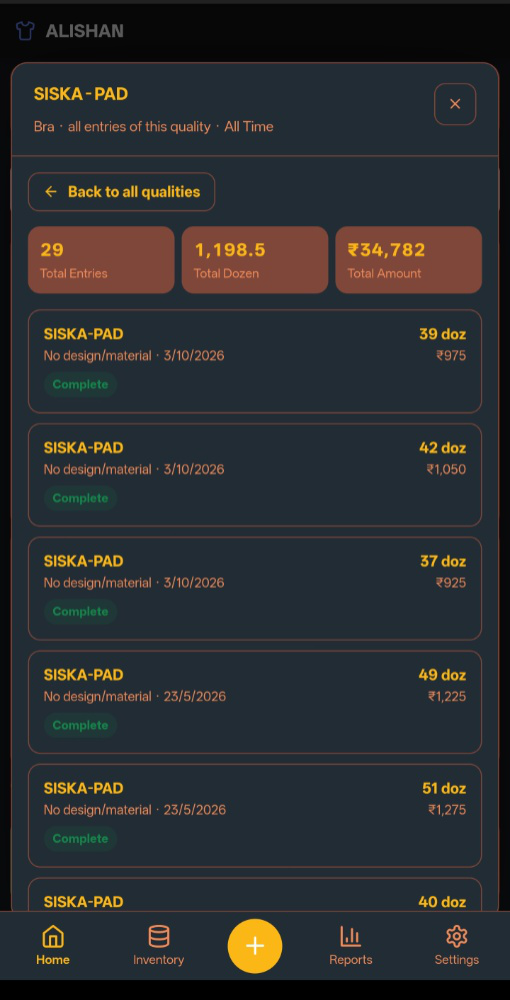 ALISHAN
SISKA-PAD
Bra · all entries of this quality · All Time
← Back to all qualities
29
Total Entries
1,198.5
Total Dozen
₹34,782
Total Amount
SISKA-PAD 39 doz
No design/material · 3/10/2026 ₹975
Complete
SISKA-PAD 42 doz
No design/material · 3/10/2026 ₹1,050
Complete
SISKA-PAD 37 doz
No design/material · 3/10/2026 ₹925
Complete
SISKA-PAD 49 doz
No design/material · 23/5/2026 ₹1,225
Complete
SISKA-PAD 51 doz
No design/material · 23/5/2026 ₹1,275
Complete
SISKA-PAD 40 doz
Home Inventory Reports Settings